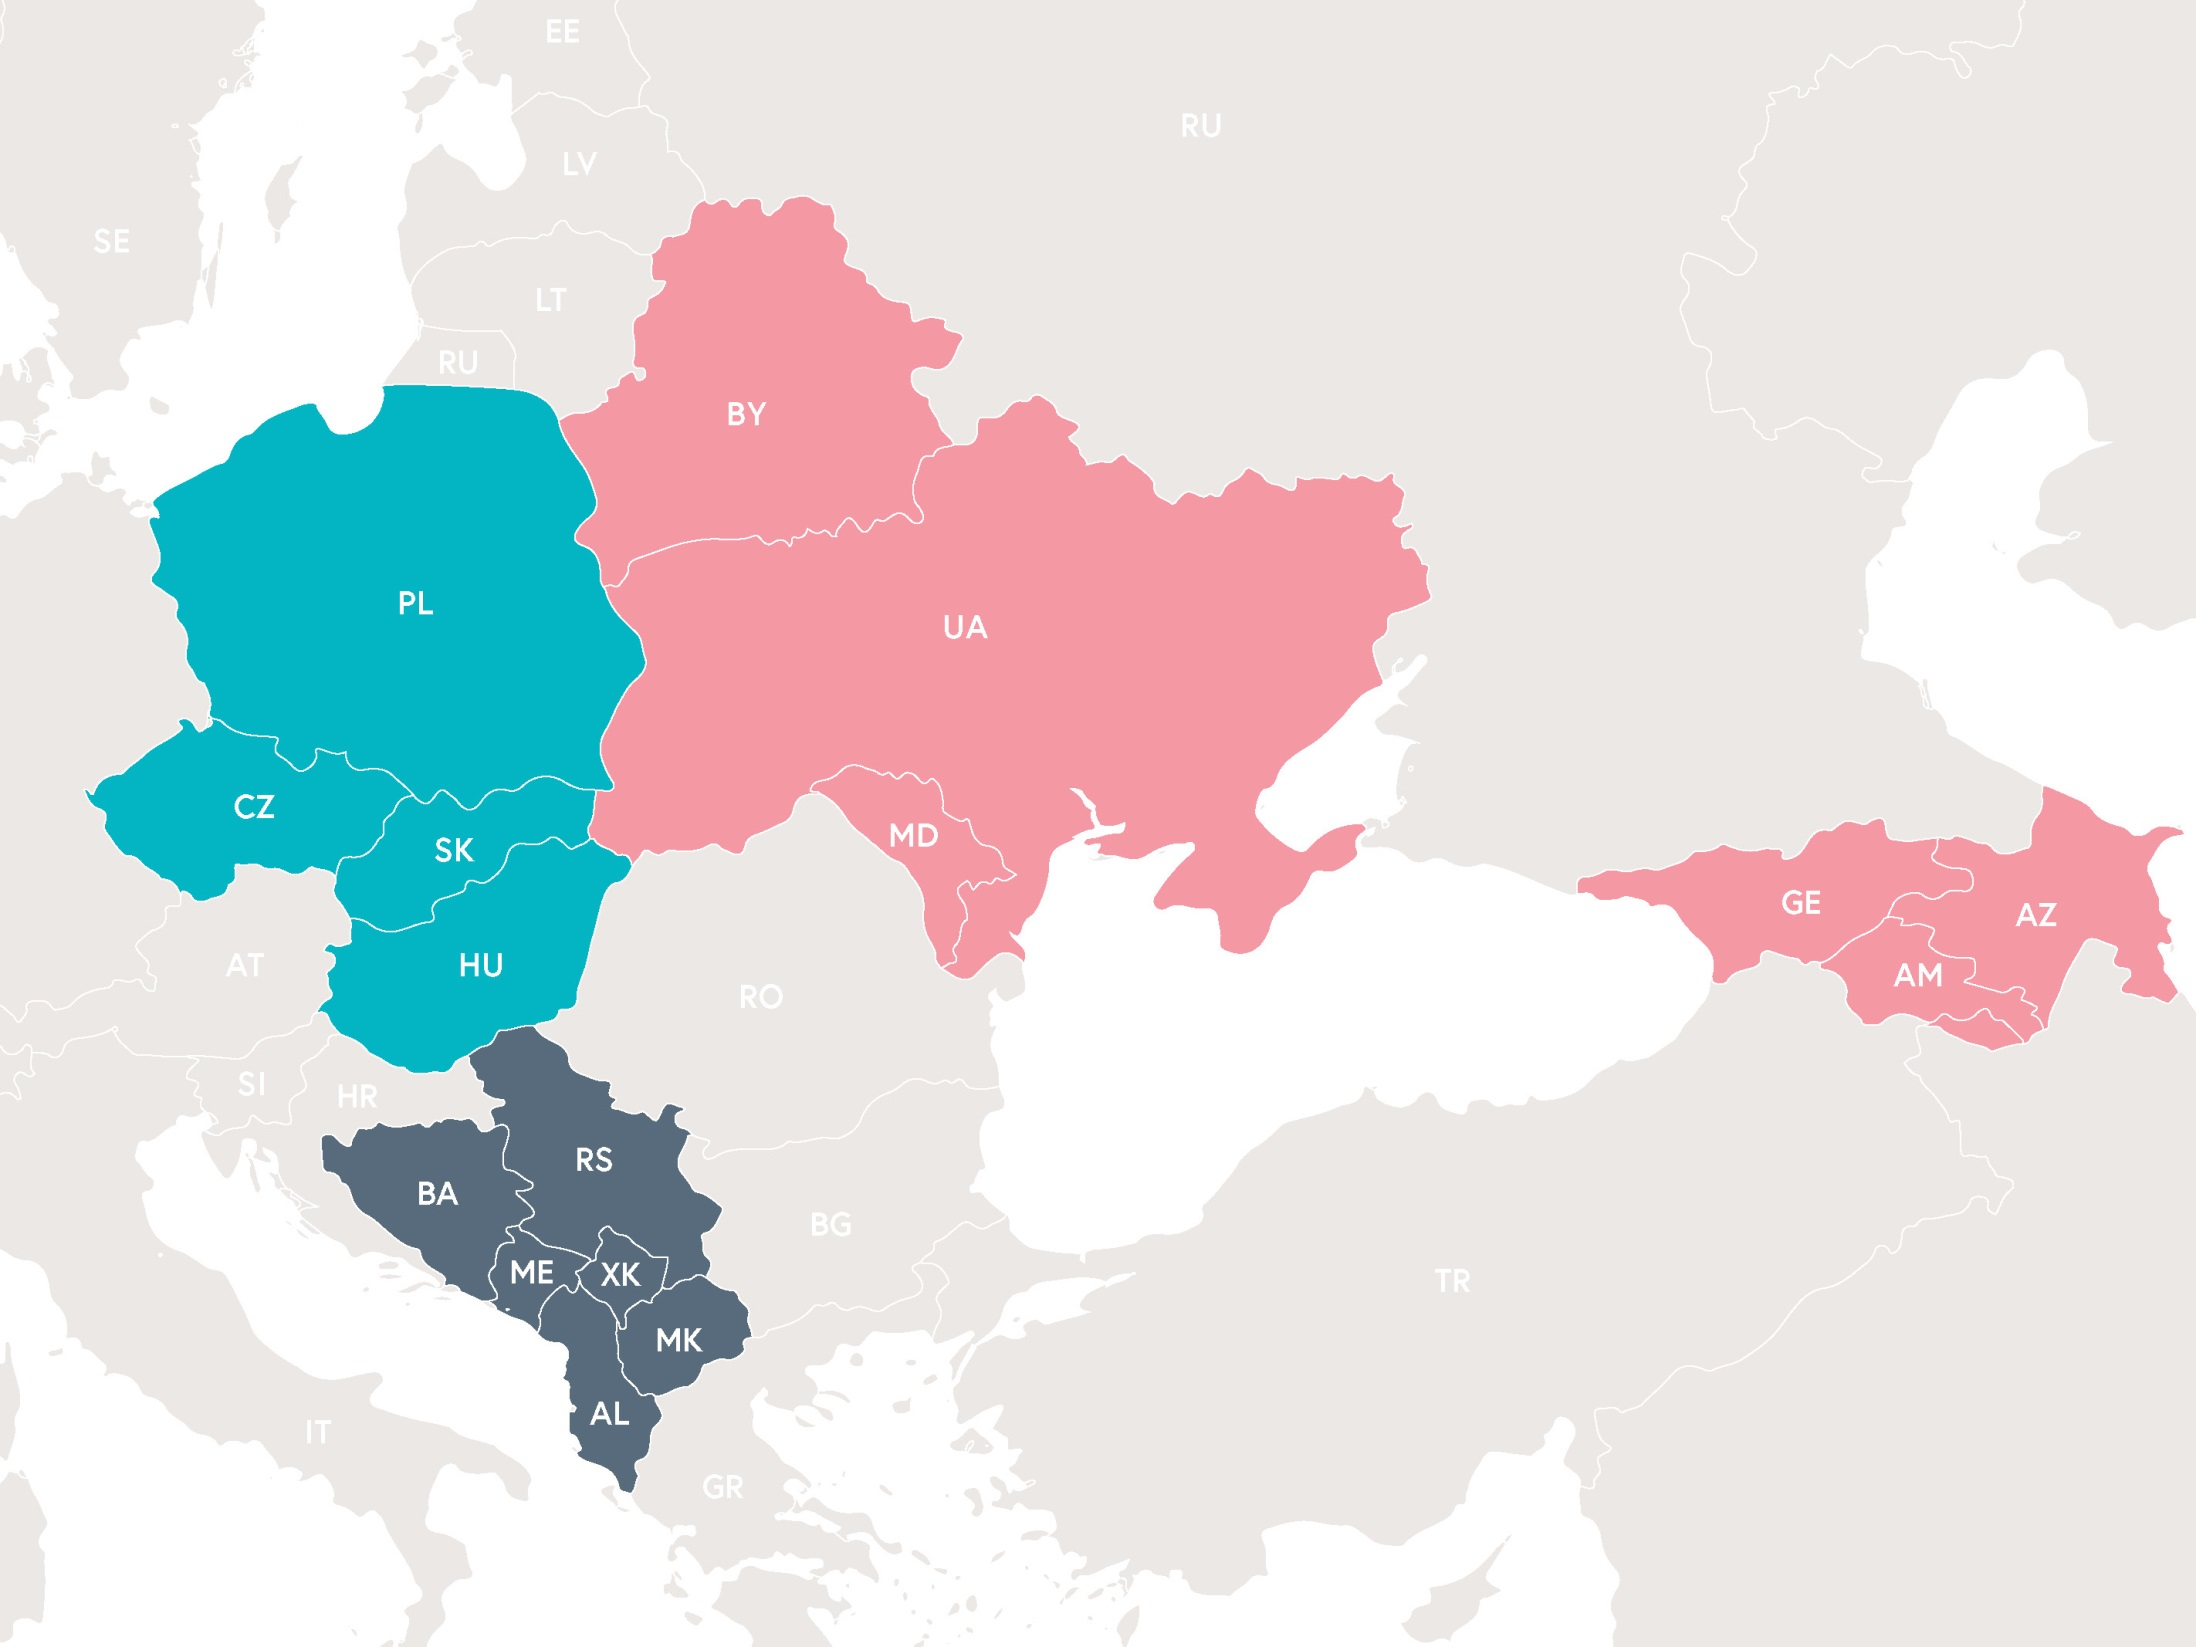 EE
RU
LV
SE
LT
RU
BY
PL
UA
CZ
MD
SK
GE
AZ
AT
HU
AM
RO
SI
HR
RS
BA
BG
ME
XK
TR
MK
AL
IT
GR